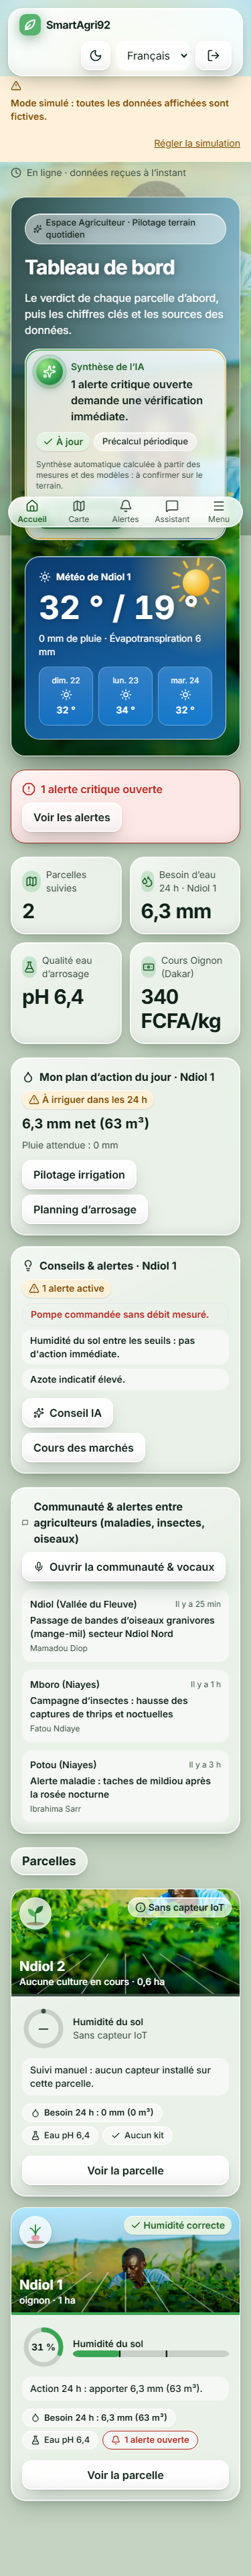 SmartAgri92
Français
Mode simulé : toutes les données affichées sont
fictives.
Régler la simulation
En ligne · données reçues à l'instant
Espace Agriculteur · Pilotage terrain
quotidien
Tableau de bord
Le verdict de chaque parcelle d'abord,
puis les chiffres clés et les sources des
données.
Synthèse de l'IA
1 alerte critique ouverte
demande une vérification
immédiate.
À jour
Précalcul périodique
Synthèse automatique calculée à partir des
mesures et des modèles : à confirmer sur le
terrain.
Accueil
Carte
Alertes
Assistant
Menu
Météo de Ndiol 1
32 ° / 19 °
0 mm de pluie · Évapotranspiration 6
mm
dim. 22
lun. 23
mar. 24
32 °
34 °
32 °
1 alerte critique ouverte
Voir les alertes
Parcelles
suivies
2
Besoin d'eau
24 h · Ndiol 1
6,3 mm
Qualité eau
d'arrosage
pH 6,4
Cours Oignon
(Dakar)
340
FCFA/kg
Mon plan d'action du jour · Ndiol 1
À irriguer dans les 24 h
6,3 mm net (63 m³)
Pluie attendue : 0 mm
Pilotage irrigation
Planning d'arrosage
Conseils & alertes · Ndiol 1
1 alerte active
Pompe commandée sans débit mesuré.
Humidité du sol entre les seuils : pas
d'action immédiate.
Azote indicatif élevé.
Conseil IA
Cours des marchés
Communauté & alertes entre
agriculteurs (maladies, insectes,
oiseaux)
Ouvrir la communauté & vocaux
Ndiol (Vallée du Fleuve)
Il y a 25 min
Passage de bandes d'oiseaux granivores
(mange-mil) secteur Ndiol Nord
Mamadou Diop
Mboro (Niayes)
Il y a 1 h
Campagne d'insectes : hausse des
captures de thrips et noctuelles
Fatou Ndiaye
Potou (Niayes)
Il y a 3 h
Alerte maladie : taches de mildiou après
la rosée nocturne
Ibrahima Sarr
Parcelles
Sans capteur IoT
Ndiol 2
Aucune culture en cours · 0,6 ha
—
Humidité du sol
Sans capteur IoT
Suivi manuel : aucun capteur installé sur
cette parcelle.
Besoin 24 h : 0 mm (0 m³)
Eau pH 6,4
Aucun kit
Voir la parcelle
Humidité correcte
Ndiol 1
oignon · 1 ha
31 %
Humidité du sol
Action 24 h : apporter 6,3 mm (63 m³).
Besoin 24 h : 6,3 mm (63 m³)
Eau pH 6,4
1 alerte ouverte
Voir la parcelle